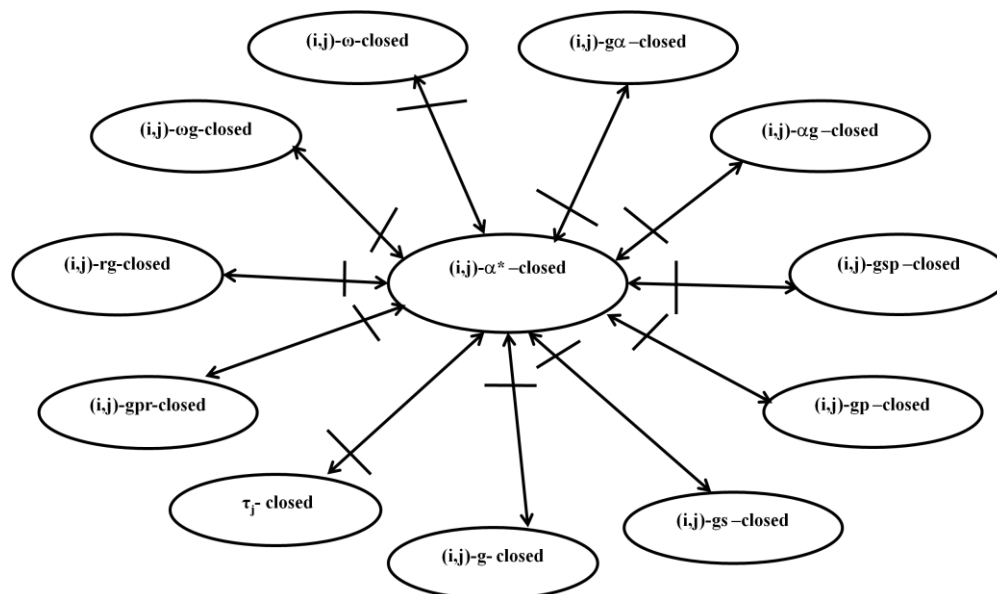 (i,j)-ω-closed
(i,j)-gα –closed
(i,j)-ωg-closed
(i,j)-αg –closed
(i,j)-rg-closed
(i,j)-α* –closed
(i,j)-gsp –closed
(i,j)-gpr-closed
(i,j)-gp –closed
τj- closed
(i,j)-g- closed
(i,j)-gs –closed